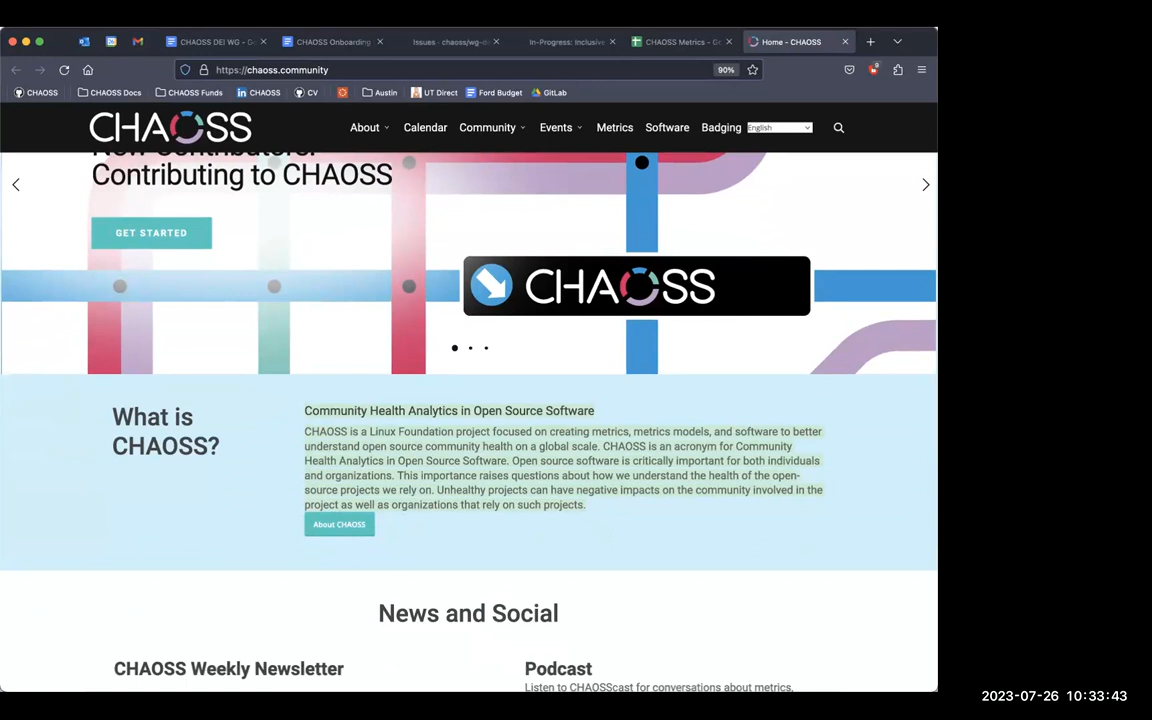 CHAOSS DEI WG - G
CHAOSS Onboarding
Issues · chaoss/wg-d
In-Progress: Inclusive
CHAOSS Metrics - G
Home - CHAOSS
https://chaoss.community
90%
CHAOSS
CHAOSS Docs
CHAOSS Funds
CHAOSS
CV
Austin
UT Direct
Ford Budget
GitLab
CHAOSS
About
Calendar
Community
Events
Metrics
Software
Badging
English
New Contributors:
Contributing to CHAOSS
GET STARTED
CHAOSS
What is
CHAOSS?
Community Health Analytics in Open Source Software
CHAOSS is a Linux Foundation project focused on creating metrics, metrics models, and software to better
understand open source community health on a global scale. CHAOSS is an acronym for Community
Health Analytics in Open Source Software. Open source software is critically important for both individuals
and organizations. This importance raises questions about how we understand the health of the open-
source projects we rely on. Unhealthy projects can have negative impacts on the community involved in the
project as well as organizations that rely on such projects.
About CHAOSS
News and Social
CHAOSS Weekly Newsletter
Podcast
Listen to CHAOSScast for conversations about metrics,
2023-07-26 10:33:43